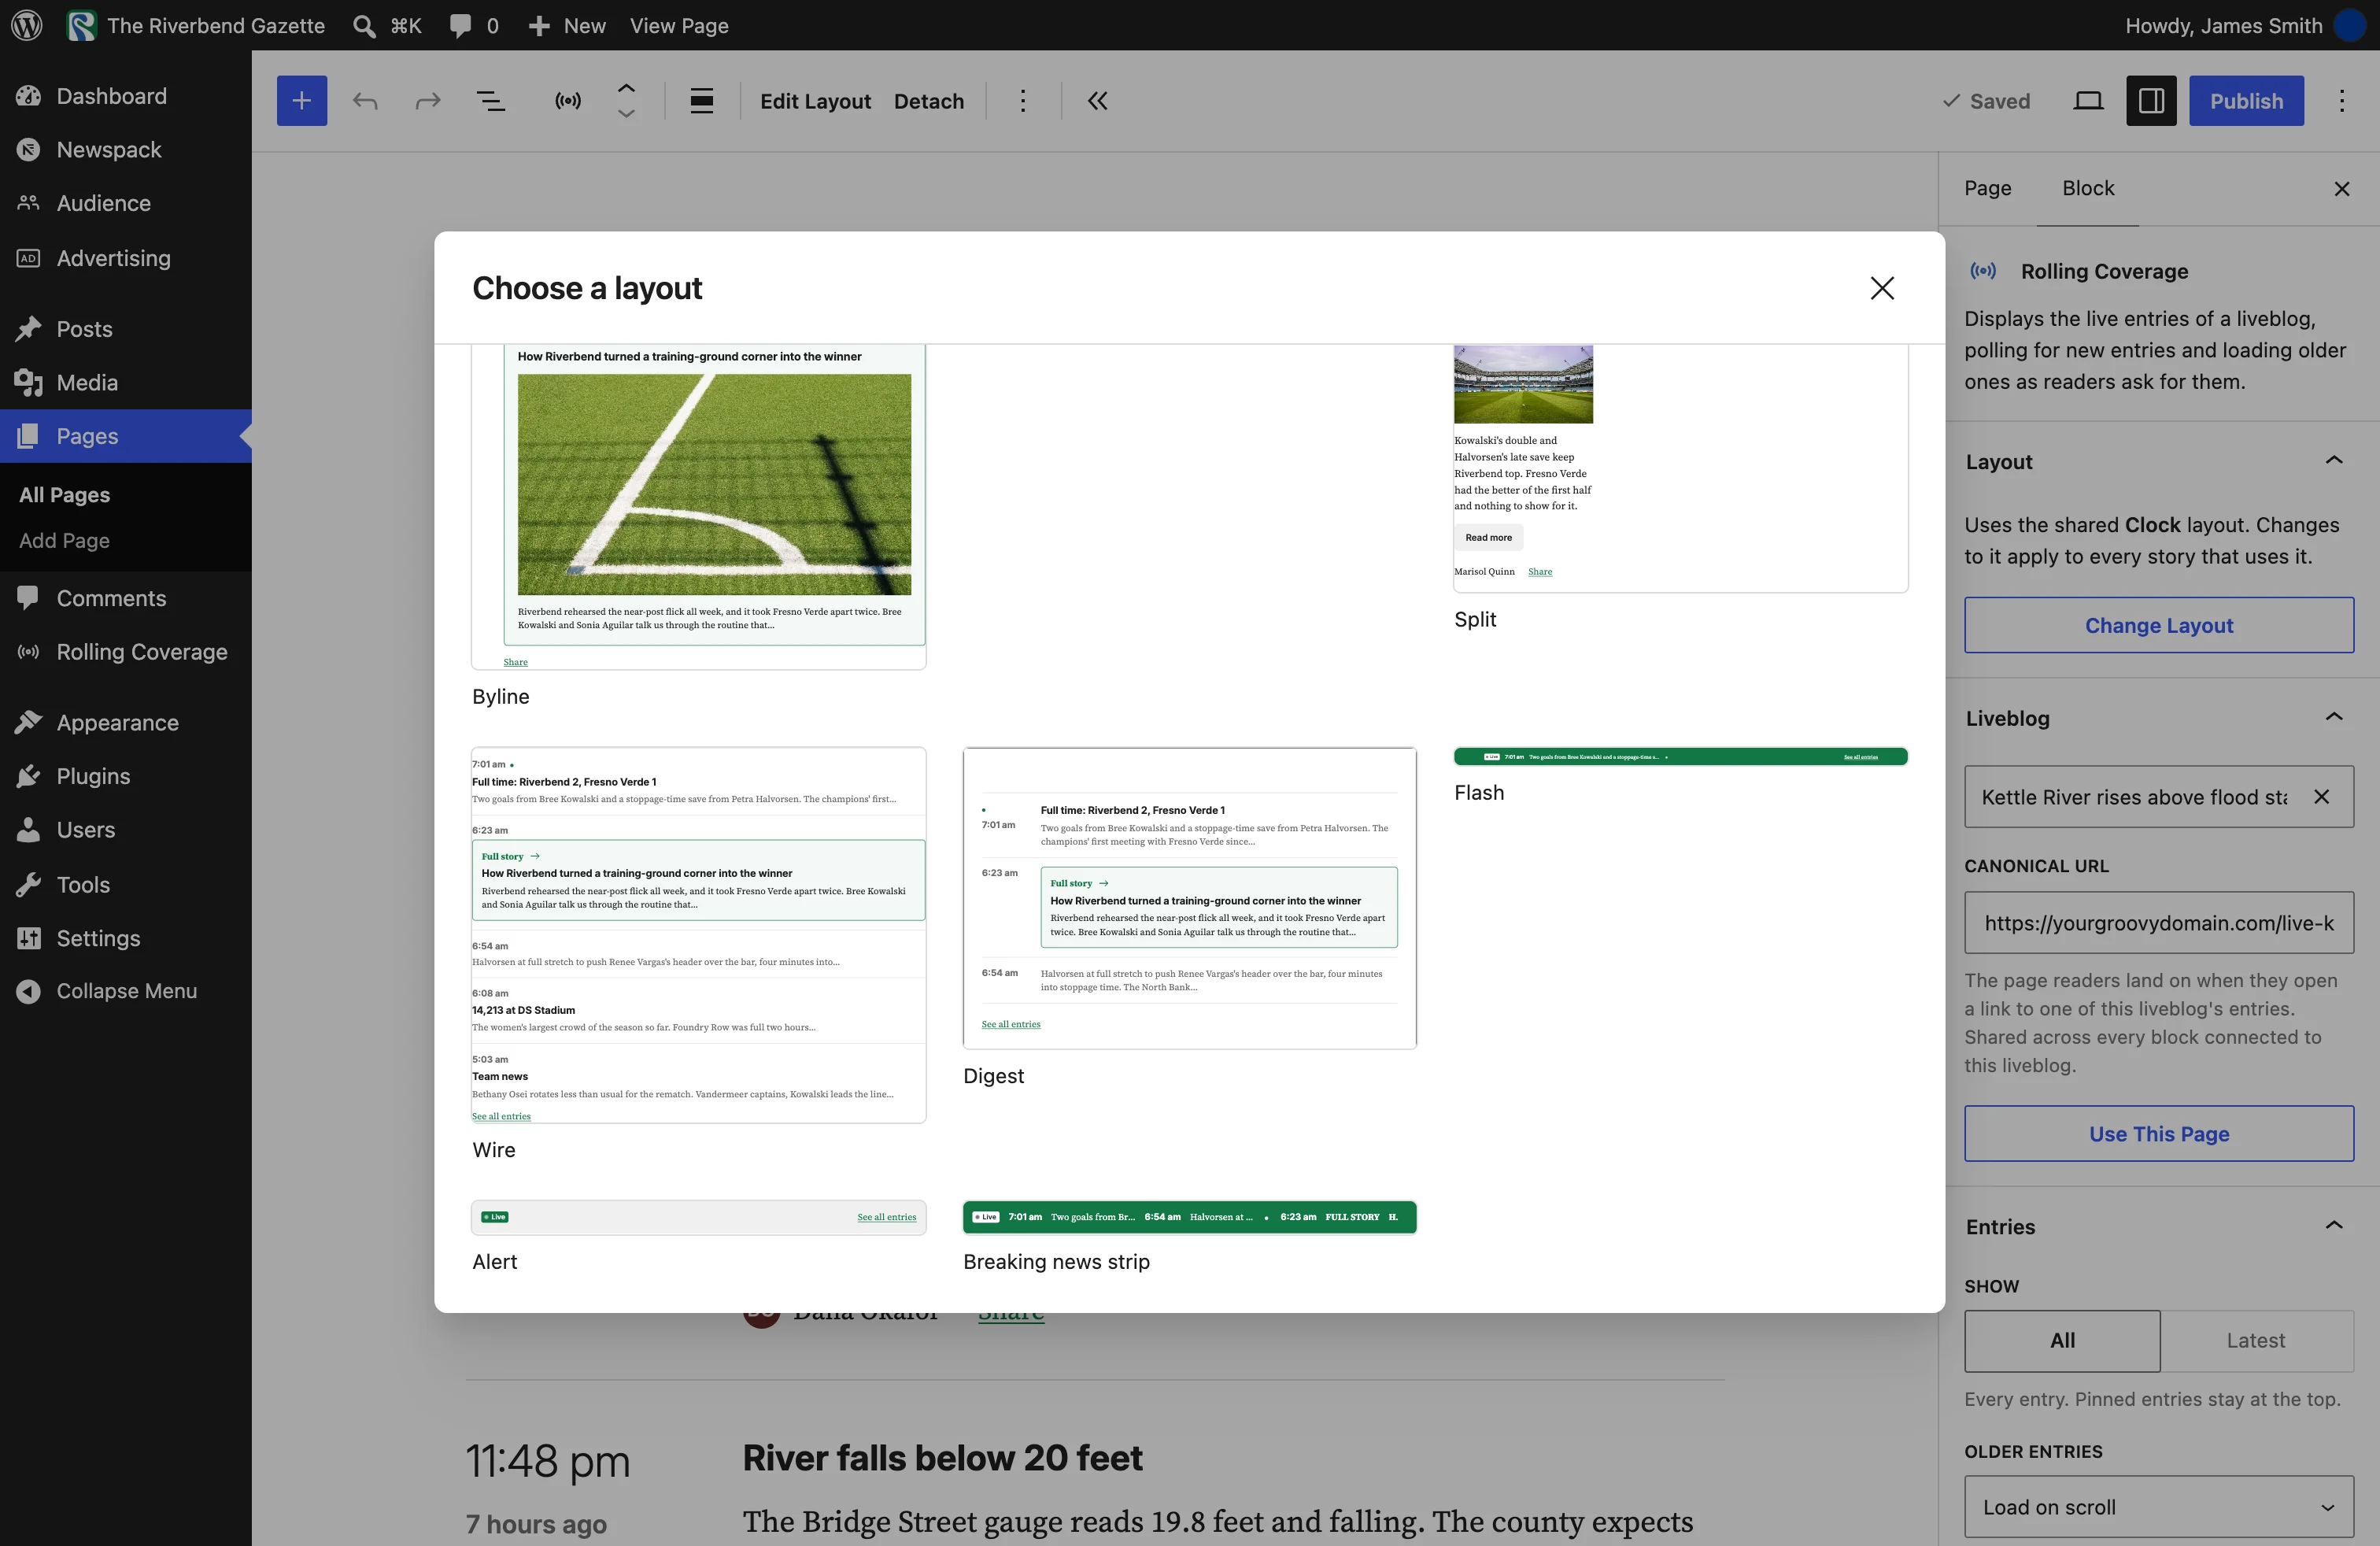 The Riverbend Gazette
⌘K
0
New
View Page
Howdy, James Smith
Dashboard
Newspack
Audience
Advertising
Posts
Media
Pages
All Pages
Add Page
Comments
Rolling Coverage
Appearance
Plugins
Users
Tools
Settings
Collapse Menu
Edit Layout
Detach
Saved
Publish
Choose a layout
How Riverbend turned a training-ground corner into the winner
Riverbend rehearsed the near-post flick all week, and it took Fresno Verde apart twice. Bree
Kowalski and Sonia Aguilar talk us through the routine that...
Share
Byline
Kowalski's double and
Halvorsen's late save keep
Riverbend top. Fresno Verde
had the better of the first half
and nothing to show for it.
Read more
Marisol Quinn Share
Split
7:01 am
Full time: Riverbend 2, Fresno Verde 1
Two goals from Bree Kowalski and a stoppage-time save from Petra Halvorsen. The champions' first...
6:23 am
Full story →
How Riverbend turned a training-ground corner into the winner
Riverbend rehearsed the near-post flick all week, and it took Fresno Verde apart twice. Bree Kowalski
and Sonia Aguilar talk us through the routine that...
6:54 am
Halvorsen at full stretch to push Renee Vargas's header over the bar, four minutes into...
6:08 am
14,213 at DS Stadium
The women's largest crowd of the season so far. Foundry Row was full two hours...
5:03 am
Team news
Bethany Osei rotates less than usual for the rematch. Vandermeer captains, Kowalski leads the line...
See all entries
Wire
7:01 am
Full time: Riverbend 2, Fresno Verde 1
Two goals from Bree Kowalski and a stoppage-time save from Petra Halvorsen. The
champions' first meeting with Fresno Verde since...
6:23 am
Full story →
How Riverbend turned a training-ground corner into the winner
Riverbend rehearsed the near-post flick all week, and it took Fresno Verde apart
twice. Bree Kowalski and Sonia Aguilar talk us through the routine that...
6:54 am
Halvorsen at full stretch to push Renee Vargas's header over the bar, four minutes
into stoppage time. The North Bank...
See all entries
Digest
Live 7:01 am Two goals from Bree Kowalski and a stoppage-time s... See all entries
Flash
Live See all entries
Alert
Live 7:01 am Two goals from Br... 6:54 am Halvorsen at ... • 6:23 am FULL STORY H.
Breaking news strip
Dana Okafor Share
11:48 pm
7 hours ago
River falls below 20 feet
The Bridge Street gauge reads 19.8 feet and falling. The county expects
Page
Block
Rolling Coverage
Displays the live entries of a liveblog,
polling for new entries and loading older
ones as readers ask for them.
Layout
Uses the shared Clock layout. Changes
to it apply to every story that uses it.
Change Layout
Liveblog
Kettle River rises above flood sta
CANONICAL URL
https://yourgroovydomain.com/live-k
The page readers land on when they open
a link to one of this liveblog's entries.
Shared across every block connected to
this liveblog.
Use This Page
Entries
SHOW
All
Latest
Every entry. Pinned entries stay at the top.
OLDER ENTRIES
Load on scroll